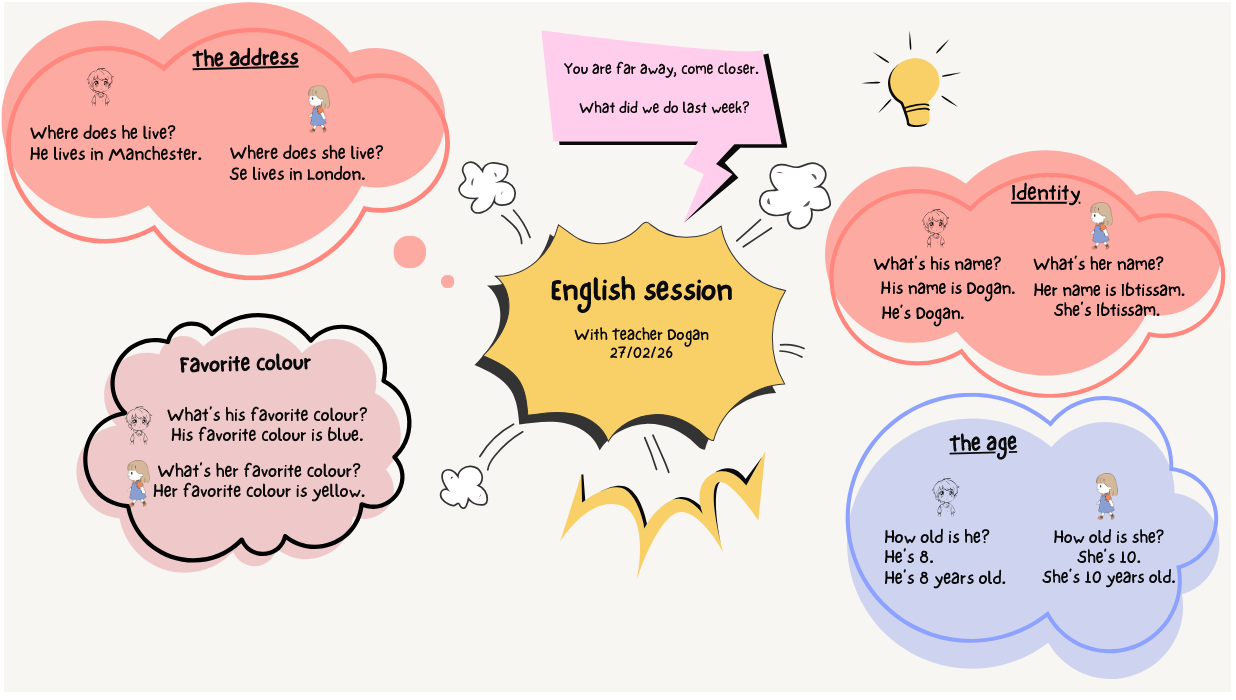 The address
Where does he live?
He lives in Manchester.
Where does she live?
Se lives in London.
You are far away, come closer.
What did we do last week?
Identity
What's his name?
His name is Dogan.
He's Dogan.
What's her name?
Her name is Ibtissam.
She's Ibtissam.
English session
With teacher Dogan
27/02/26
Favorite colour
What's his favorite colour?
His favorite colour is blue.
What's her favorite colour?
Her favorite colour is yellow.
The age
How old is he?
He's 8.
He's 8 years old.
How old is she?
She's 10.
She's 10 years old.